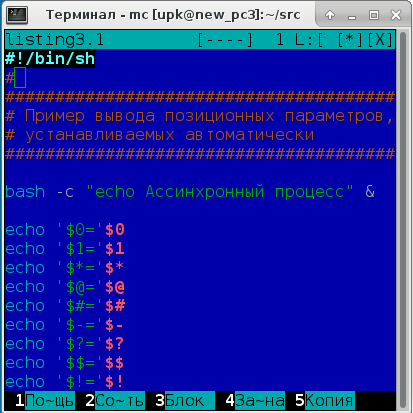 Терминал - mc [upk@new_pc3]:~/src
listing3.1 [----] 1 L:[ [*][X]
#!/bin/sh
#
#######################################
# Пример вывода позиционных параметров,
# устанавливаемых автоматически
#######################################
bash -c "echo Ассинхронный процесс" &
echo '$0='$0
echo '$1='$1
echo '$*='$*
echo '$@='$@
echo '$#='$#
echo '$-='$-
echo '$?='$?
echo '$$='$$
echo '$!='$!
1По~щь 2Со~ть 3Блок 4За~на 5Копия